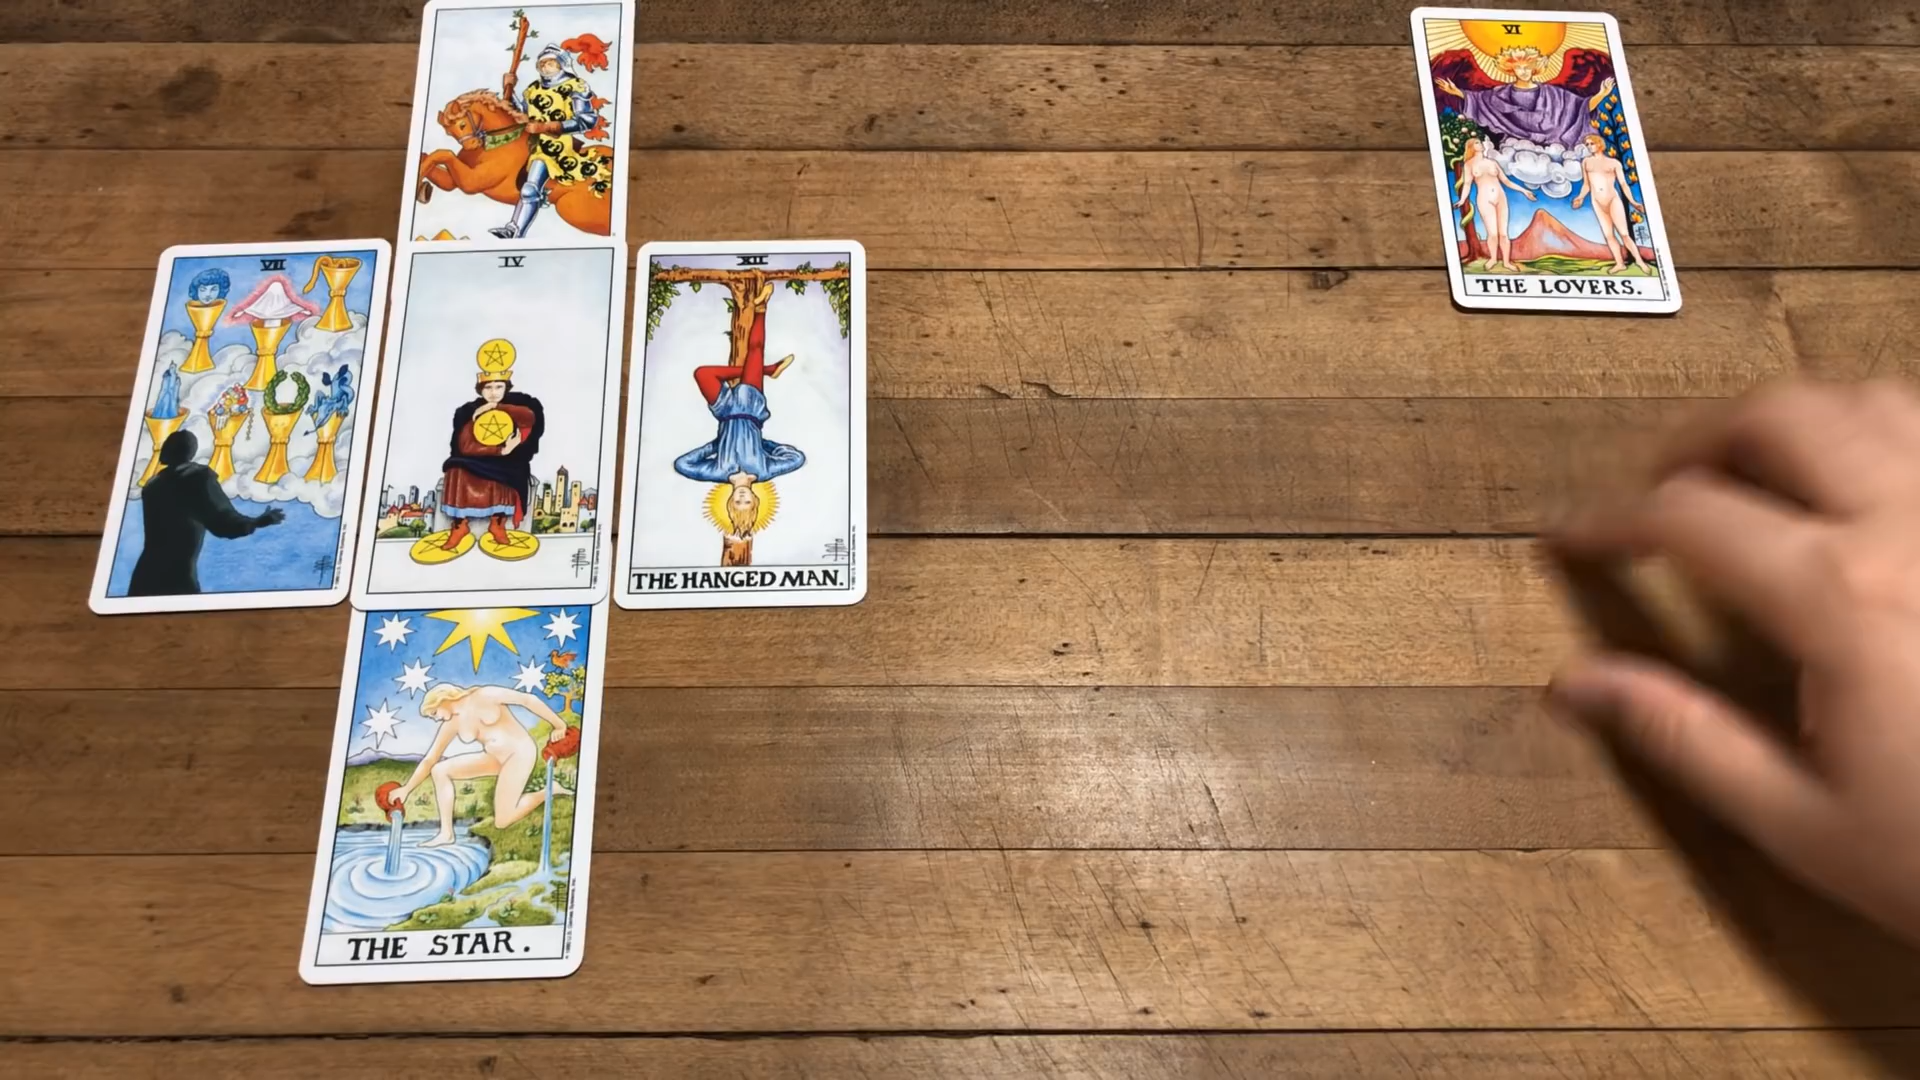 VI
THE LOVERS.
VII
IV
XII
THE HANGED MAN.
THE STAR.